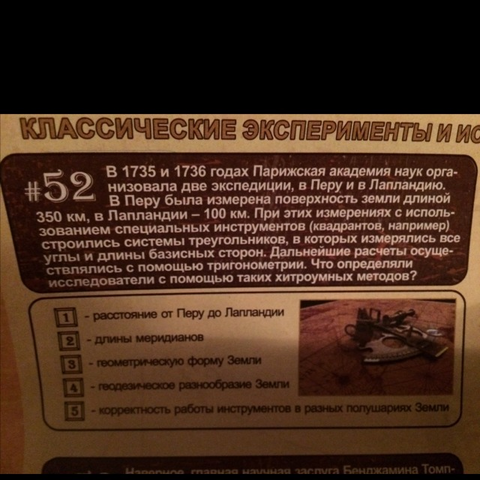 КЛАССИЧЕСКИЕ ЭКСПЕРИМЕНТЫ И ИС
#52
В 1735 и 1736 годах Парижская академия наук орга-
низовала две экспедиции, в Перу и в Лапландию.
В Перу была измерена поверхность земли длиной
350 км, в Лапландии – 100 км. При этих измерениях с исполь-
зованием специальных инструментов (квадрантов, например)
строились системы треугольников, в которых измерялись все
углы и длины базисных сторон. Дальнейшие расчеты осуще-
ствлялись с помощью тригонометрии. Что определяли
исследователи с помощью таких хитроумных методов?
1 - расстояние от Перу до Лапландии
2 - длины меридианов
3 - геометрическую форму Земли
4 - геодезическое разнообразие Земли
5 - корректность работы инструментов в разных полушариях Земли
Наверное, главная научная заслуга Бенджамина Томп-